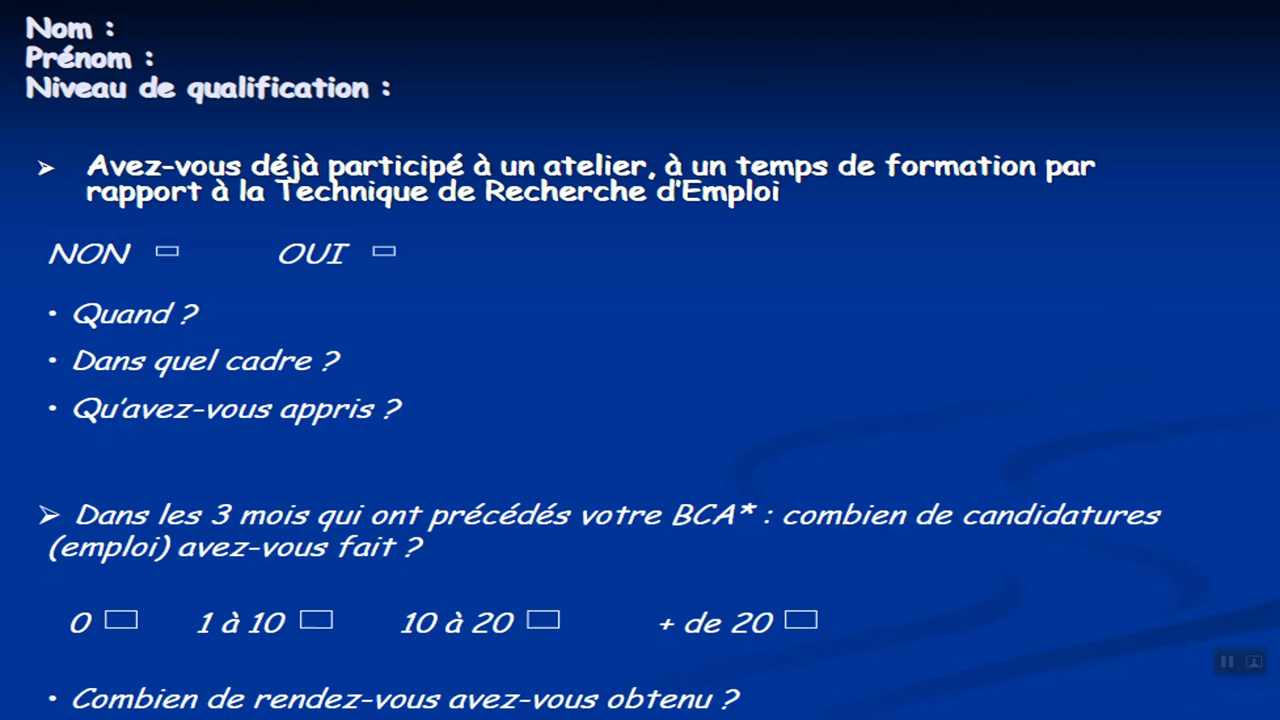 Nom :
Prénom :
Niveau de qualification :
➢ Avez-vous déjà participé à un atelier, à un temps de formation par
rapport à la Technique de Recherche d'Emploi
NON ▭ OUI ▭
• Quand ?
• Dans quel cadre ?
• Qu'avez-vous appris ?
➢ Dans les 3 mois qui ont précédés votre BCA* : combien de candidatures
(emploi) avez-vous fait ?
0 ▭ 1 à 10 ▭ 10 à 20 ▭ + de 20 ▭
• Combien de rendez-vous avez-vous obtenu ?